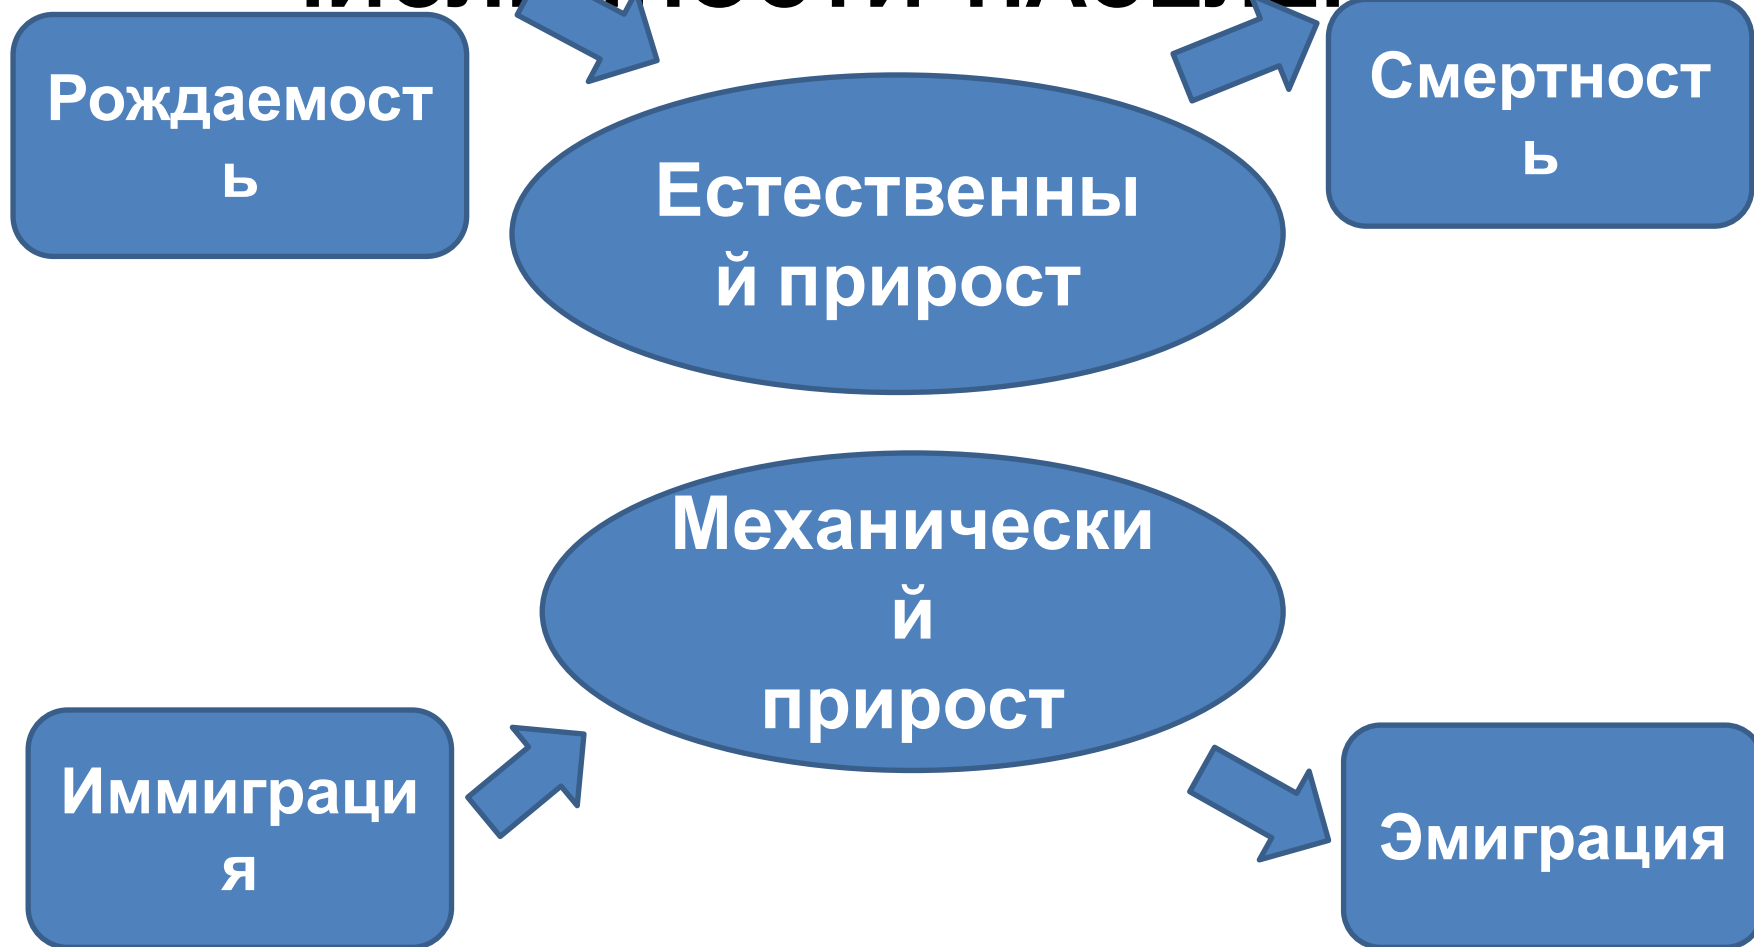 Рождаемост
ь
Естественны
й прирост
Смертност
ь
Механически
й
прирост
Иммиграци
я
Эмиграция